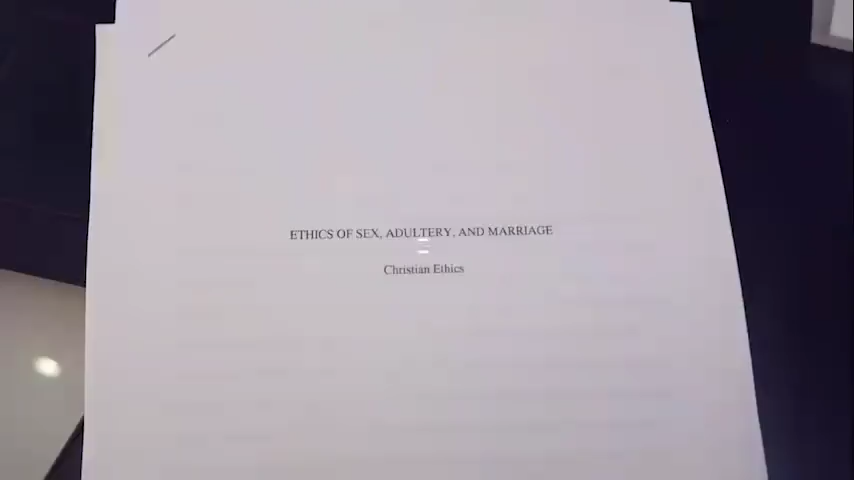 ETHICS OF SEX, ADULTERY, AND MARRIAGE
Christian Ethics